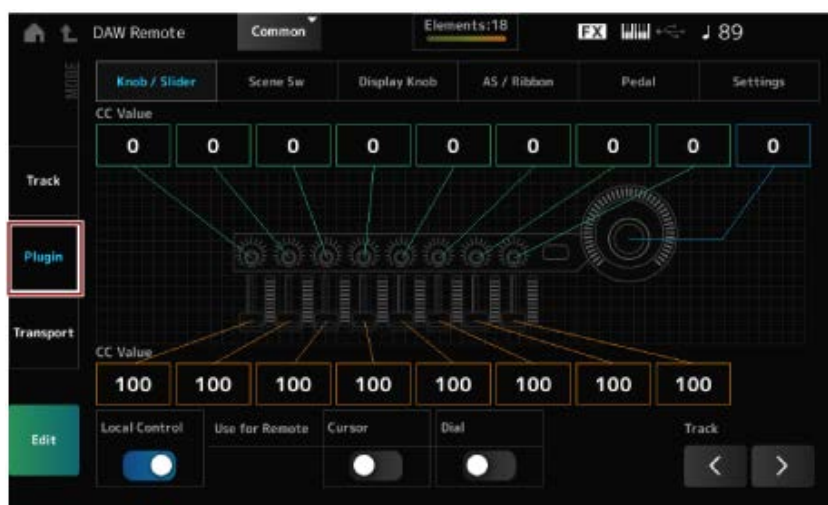 DAW Remote Common Elements:18 FX ♩ 89
MODE
Knob / Slider Scene Sw Display Knob AS / Ribbon Pedal Settings
CC Value
0 0 0 0 0 0 0 0 0
Track
Plugin
Transport
CC Value
100 100 100 100 100 100 100 100
Edit
Local Control Use for Remote Cursor Dial Track
< >